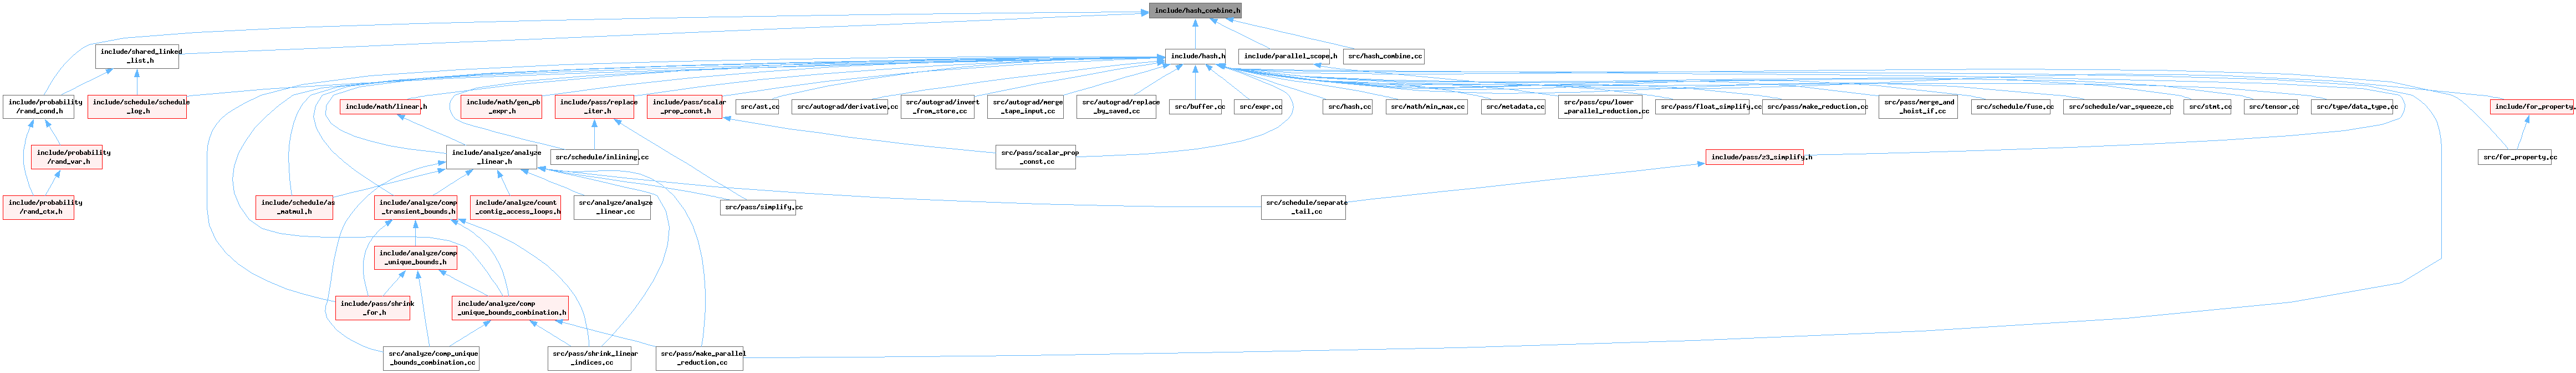 include/hash_combine.h
include/shared_linked
_list.h
include/hash.h
include/parallel_scope.h
src/hash_combine.cc
include/probability
/rand_cond.h
include/schedule/schedule
_log.h
include/math/linear.h
include/math/gen_pb
_expr.h
include/pass/replace
_iter.h
include/pass/scalar
_prop_const.h
src/ast.cc
src/autograd/derivative.cc
src/autograd/invert
_from_store.cc
src/autograd/merge
_tape_input.cc
src/autograd/replace
_by_saved.cc
src/buffer.cc
src/expr.cc
src/hash.cc
src/math/min_max.cc
src/metadata.cc
src/pass/cpu/lower
_parallel_reduction.cc
src/pass/float_simplify.cc
src/pass/make_reduction.cc
src/pass/merge_and
_hoist_if.cc
src/schedule/fuse.cc
src/schedule/var_squeeze.cc
src/stmt.cc
src/tensor.cc
src/type/data_type.cc
include/for_property.h
include/probability
/rand_var.h
include/analyze/analyze
_linear.h
src/schedule/inlining.cc
src/pass/scalar_prop
_const.cc
include/pass/z3_simplify.h
src/for_property.cc
include/probability
/rand_ctx.h
include/schedule/as
_matmul.h
include/analyze/comp
_transient_bounds.h
include/analyze/count
_contig_access_loops.h
src/analyze/analyze
_linear.cc
src/pass/simplify.cc
src/schedule/separate
_tail.cc
include/analyze/comp
_unique_bounds.h
include/pass/shrink
_for.h
include/analyze/comp
_unique_bounds_combination.h
src/analyze/comp_unique
_bounds_combination.cc
src/pass/shrink_linear
_indices.cc
src/pass/make_parallel
_reduction.cc